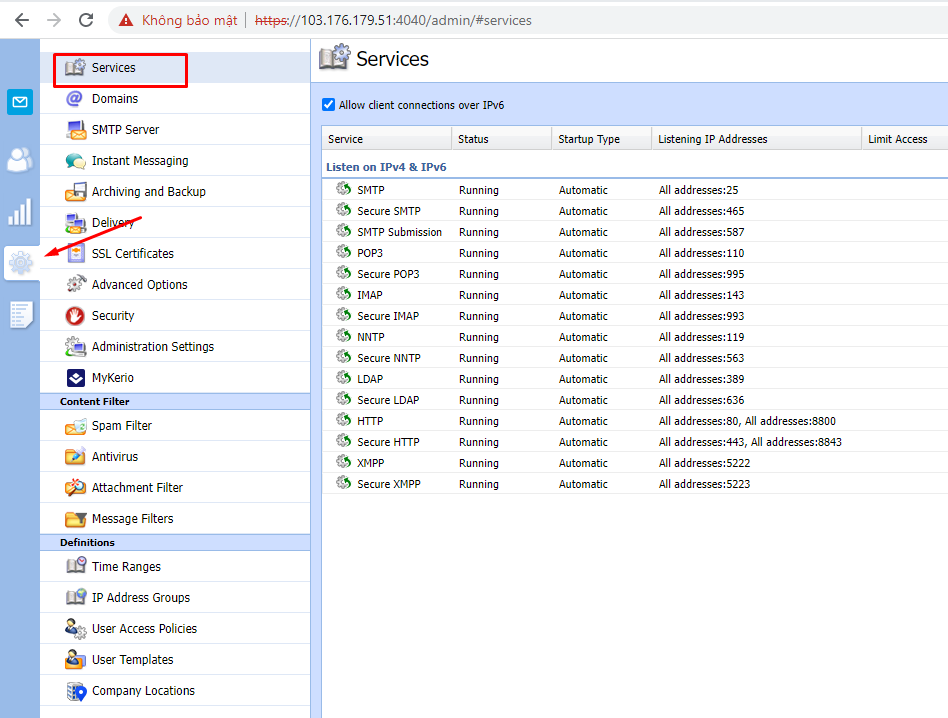 Không bảo mật https://103.176.179.51:4040/admin/#services
Services
Domains
SMTP Server
Instant Messaging
Archiving and Backup
Delivery
SSL Certificates
Advanced Options
Security
Administration Settings
MyKerio
Content Filter
Spam Filter
Antivirus
Attachment Filter
Message Filters
Definitions
Time Ranges
IP Address Groups
User Access Policies
User Templates
Company Locations
Services
Allow client connections over IPv6
Service Status Startup Type Listening IP Addresses Limit Access
Listen on IPv4 & IPv6
SMTP Running Automatic All addresses:25
Secure SMTP Running Automatic All addresses:465
SMTP Submission Running Automatic All addresses:587
POP3 Running Automatic All addresses:110
Secure POP3 Running Automatic All addresses:995
IMAP Running Automatic All addresses:143
Secure IMAP Running Automatic All addresses:993
NNTP Running Automatic All addresses:119
Secure NNTP Running Automatic All addresses:563
LDAP Running Automatic All addresses:389
Secure LDAP Running Automatic All addresses:636
HTTP Running Automatic All addresses:80, All addresses:8800
Secure HTTP Running Automatic All addresses:443, All addresses:8843
XMPP Running Automatic All addresses:5222
Secure XMPP Running Automatic All addresses:5223